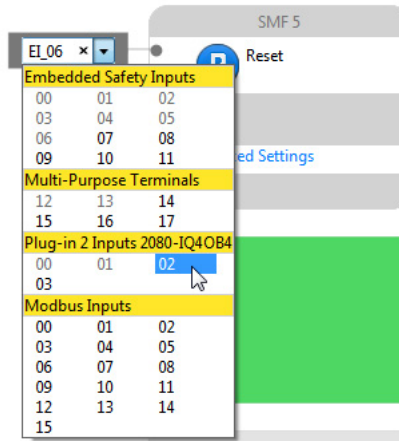 SMF 5
EI_06 ×
Reset
Embedded Safety Inputs
00 01 02
03 04 05
06 07 08
09 10 11
ed Settings
Multi-Purpose Terminals
12 13 14
15 16 17
Plug-in 2 Inputs 2080-IQ4OB4
00 01 02
03
Modbus Inputs
00 01 02
03 04 05
06 07 08
09 10 11
12 13 14
15